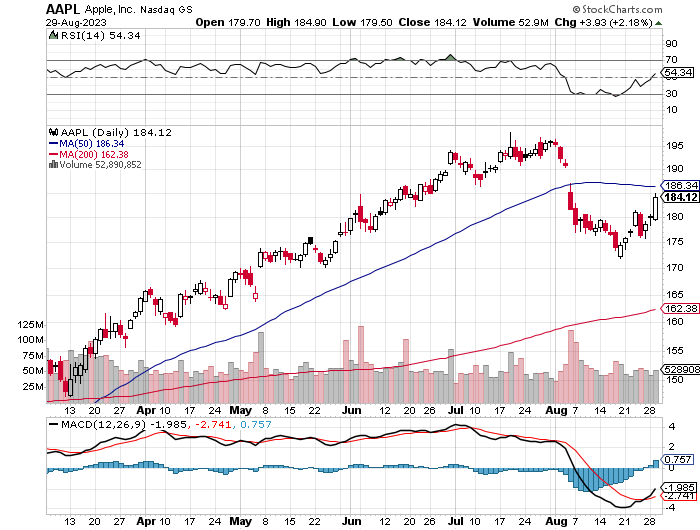 AAPL Apple, Inc. Nasdaq GS © StockCharts.com
29-Aug-2023 Open 179.70 High 184.90 Low 179.50 Close 184.12 Volume 52.9M Chg +3.93 (+2.18%)
RSI(14) 54.34
90
70
54.34
50
30
10
AAPL (Daily) 184.12
MA(50) 186.34
MA(200) 162.38
Volume 52,890,852
195
190
186.34
184.12
180
175
170
165
162.38
160
155
150
125M
100M
75M
50M
25M
528908
13 20 27 Apr 10 17 24 May 8 15 22 Jun 12 20 26 Jul 10 17 24 Aug 7 14 21 28
MACD(12,26,9) -1.985, -2.741, 0.757
4
2
0.757
0
-1.985
-2.741
-4
13 20 27 Apr 10 17 24 May 8 15 22 Jun 12 20 26 Jul 10 17 24 Aug 7 14 21 28